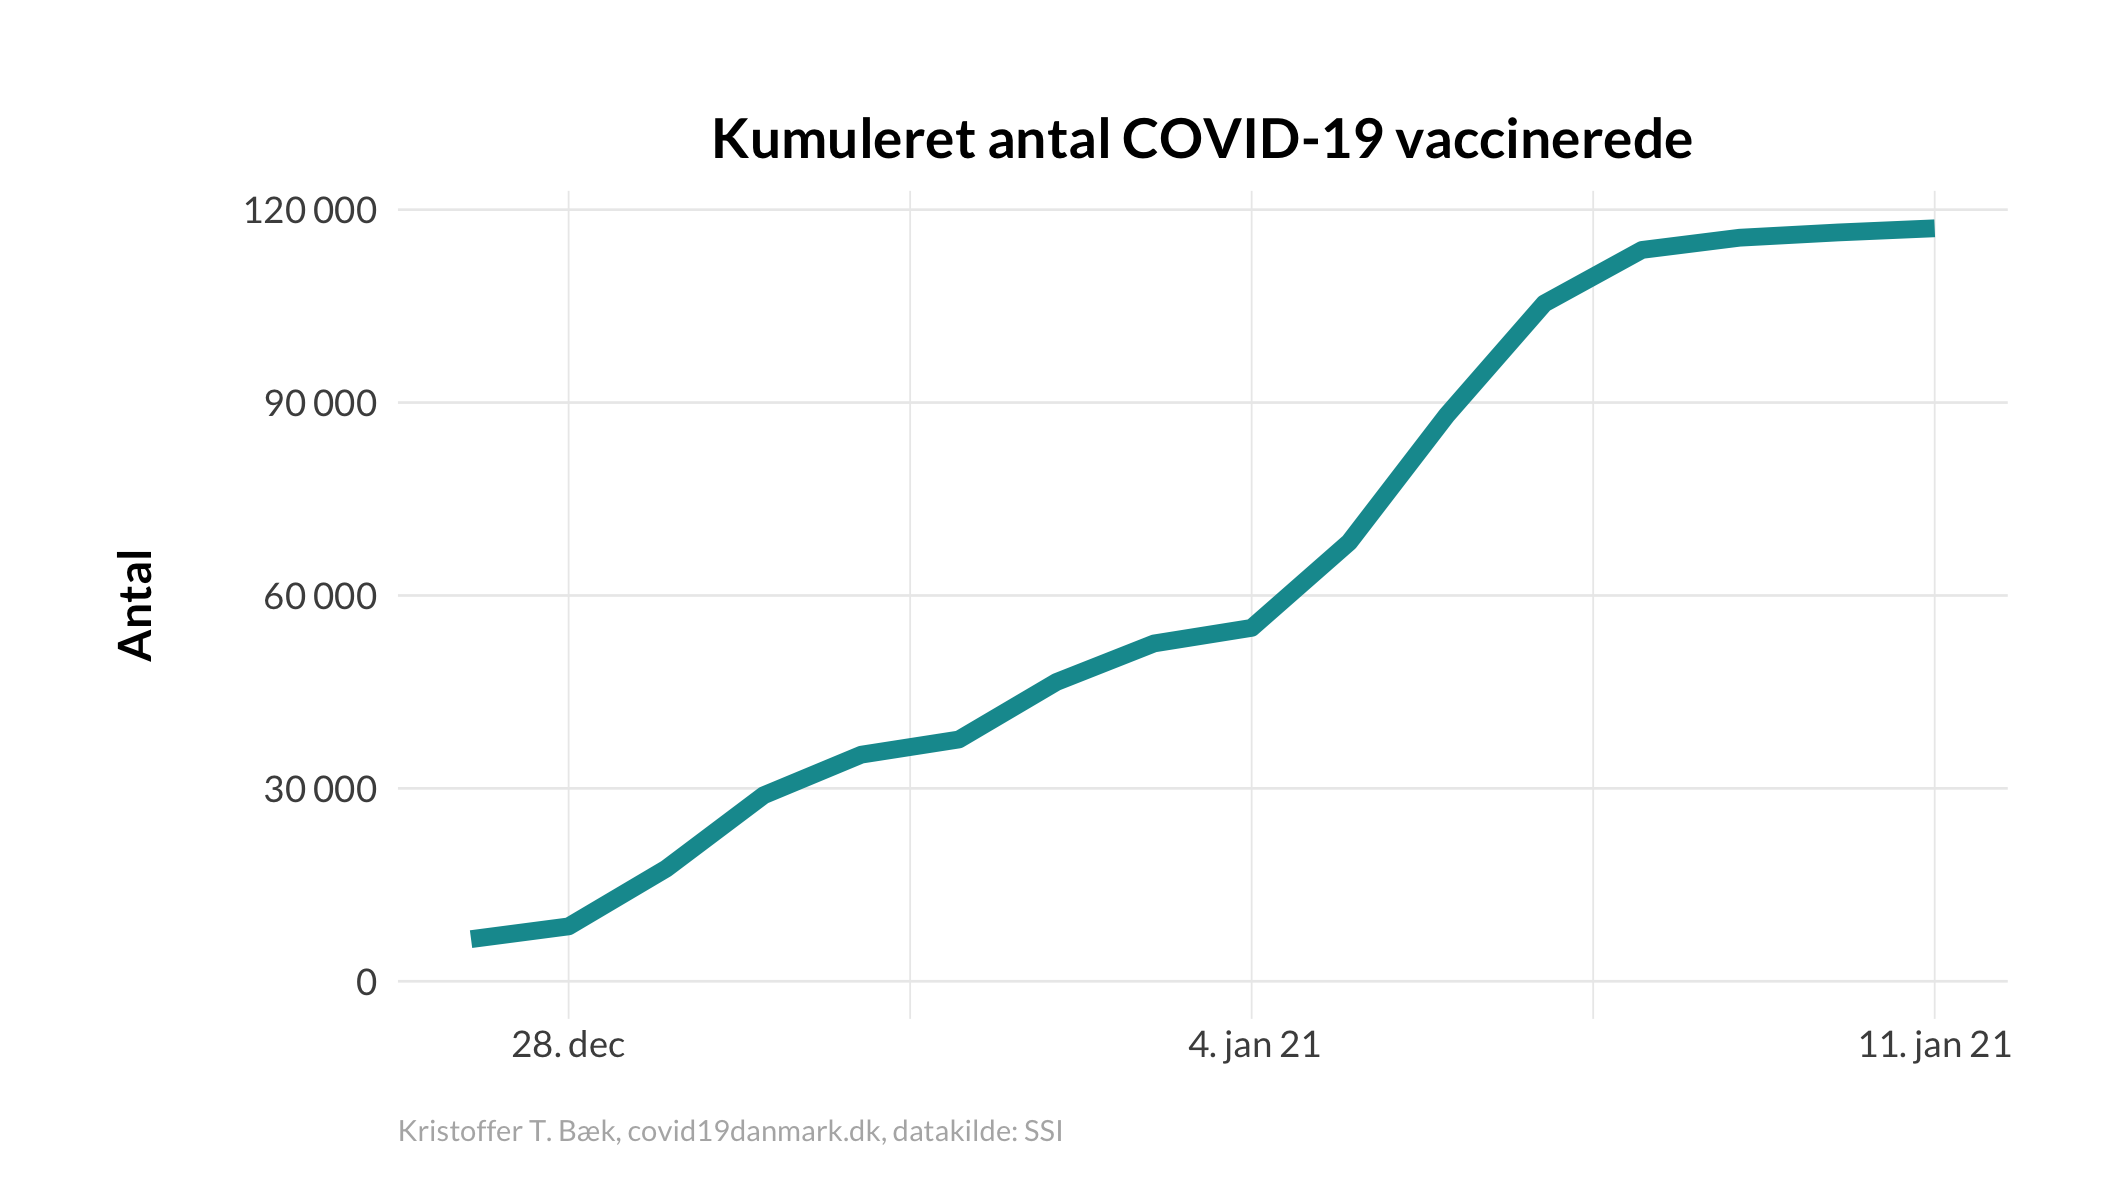 Kumuleret antal COVID-19 vaccinerede
120 000
90 000
60 000
30 000
0
Antal
28. dec
4. jan 21
11. jan 21
Kristoffer T. Bæk, covid19danmark.dk, datakilde: SSI